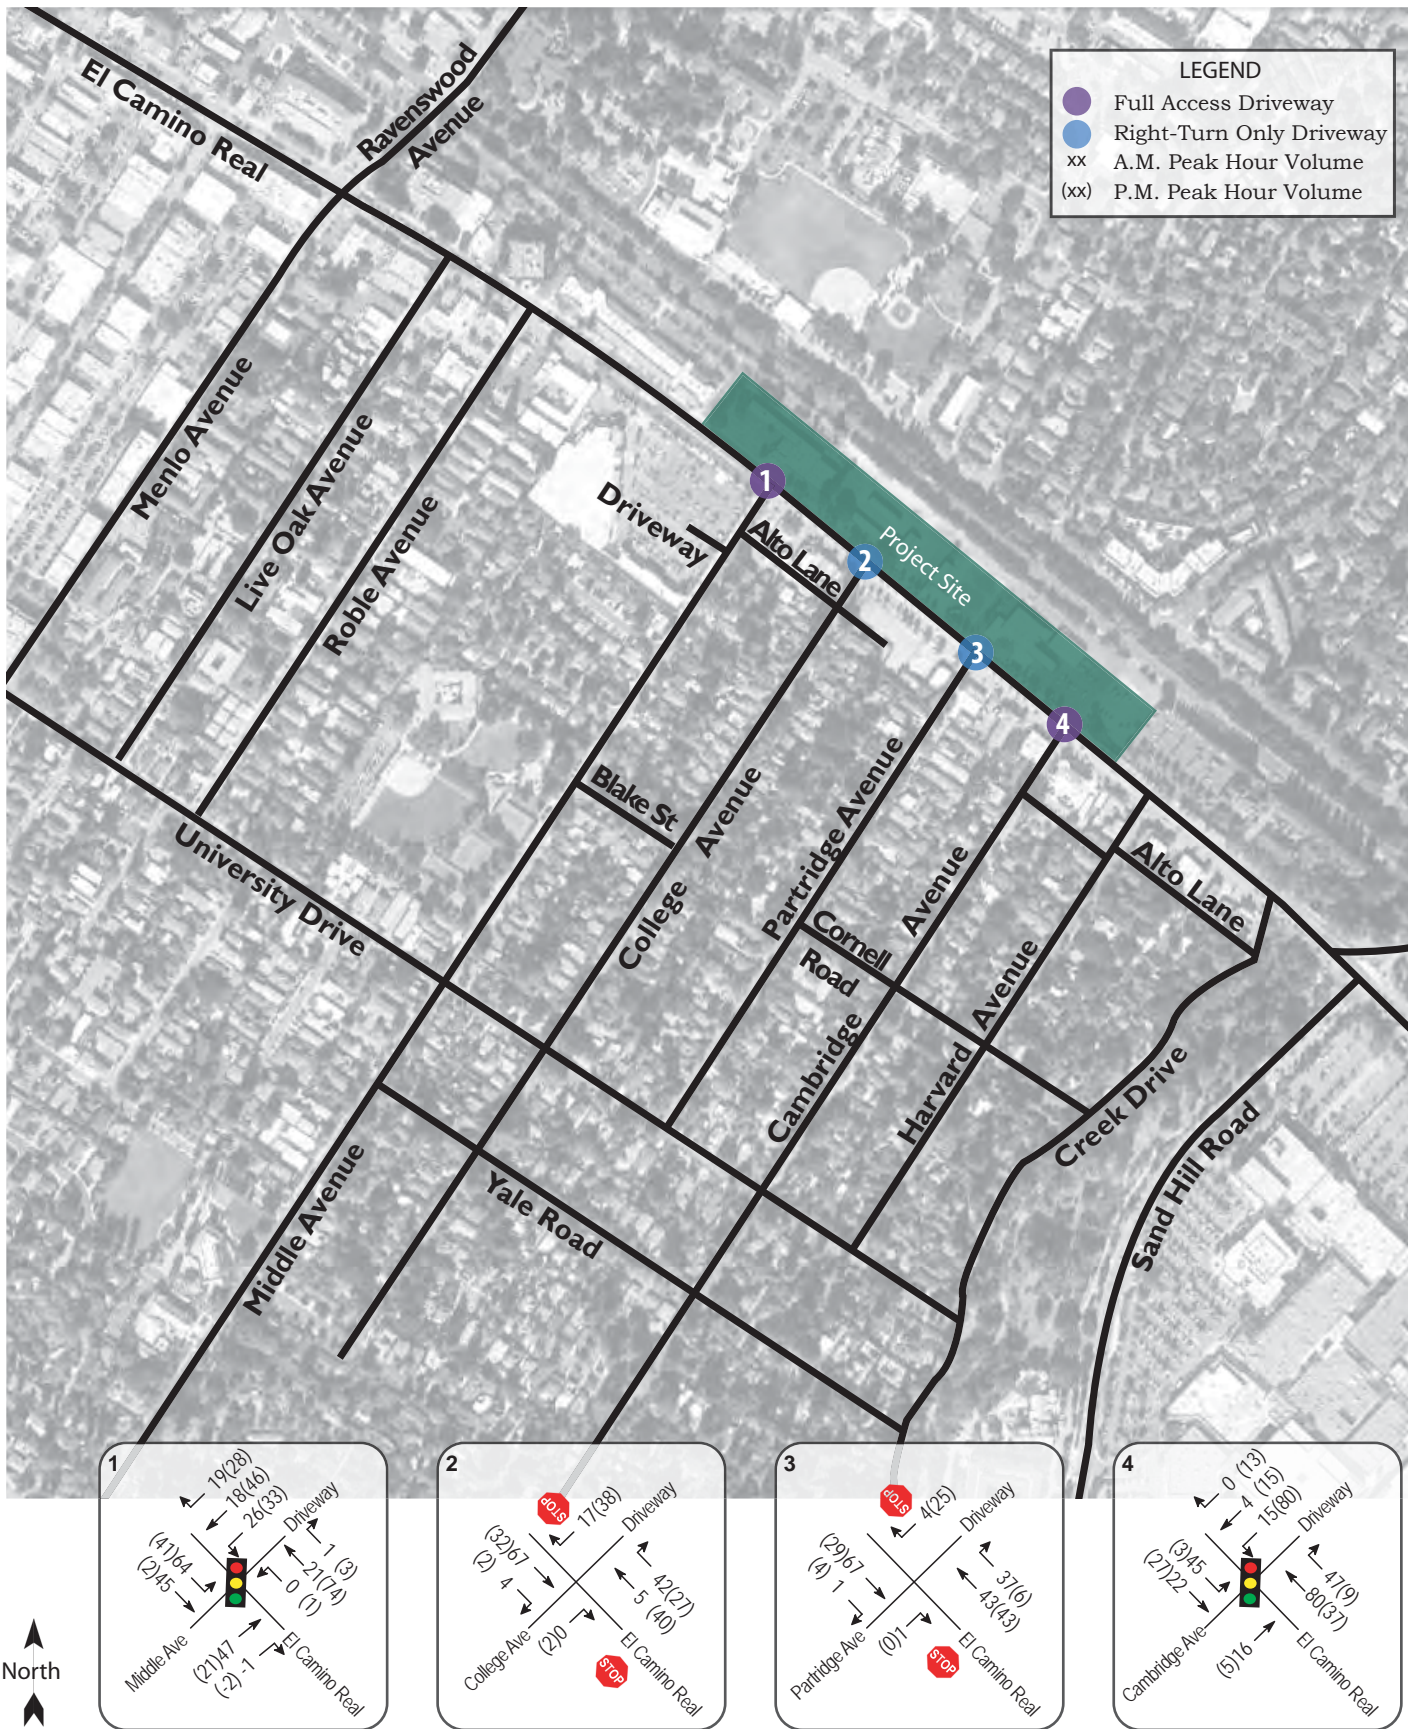 LEGEND
Full Access Driveway
Right-Turn Only Driveway
xx A.M. Peak Hour Volume
(xx) P.M. Peak Hour Volume
El Camino Real
Ravenswood
Avenue
Menlo Avenue
Live Oak Avenue
Roble Avenue
Driveway
Alto Lane
1
2
3
4
Project Site
Blake St
College Avenue
Partridge Avenue
Cornell
Road
Cambridge Avenue
Harvard Avenue
Alto Lane
University Drive
Creek Drive
Sand Hill Road
Middle Avenue
Yale Road
North
1
19(28)
18(46)
26(33)
Driveway
(41)64
(2)45
1 (3)
21(74)
0 (1)
Middle Ave
(21)47
(-2) -1
El Camino Real
2
STOP
17(38)
Driveway
(32)67
(2) 4
42(27)
5 (40)
College Ave
(2)0
STOP
El Camino Real
3
STOP
4(25)
Driveway
(29)67
(4) 1
37(6)
43(43)
Partridge Ave
(0)1
STOP
El Camino Real
4
0 (13)
4 (15)
15(80)
Driveway
(3)45
(27)22
47(9)
80(37)
Cambridge Ave
(5)16
El Camino Real